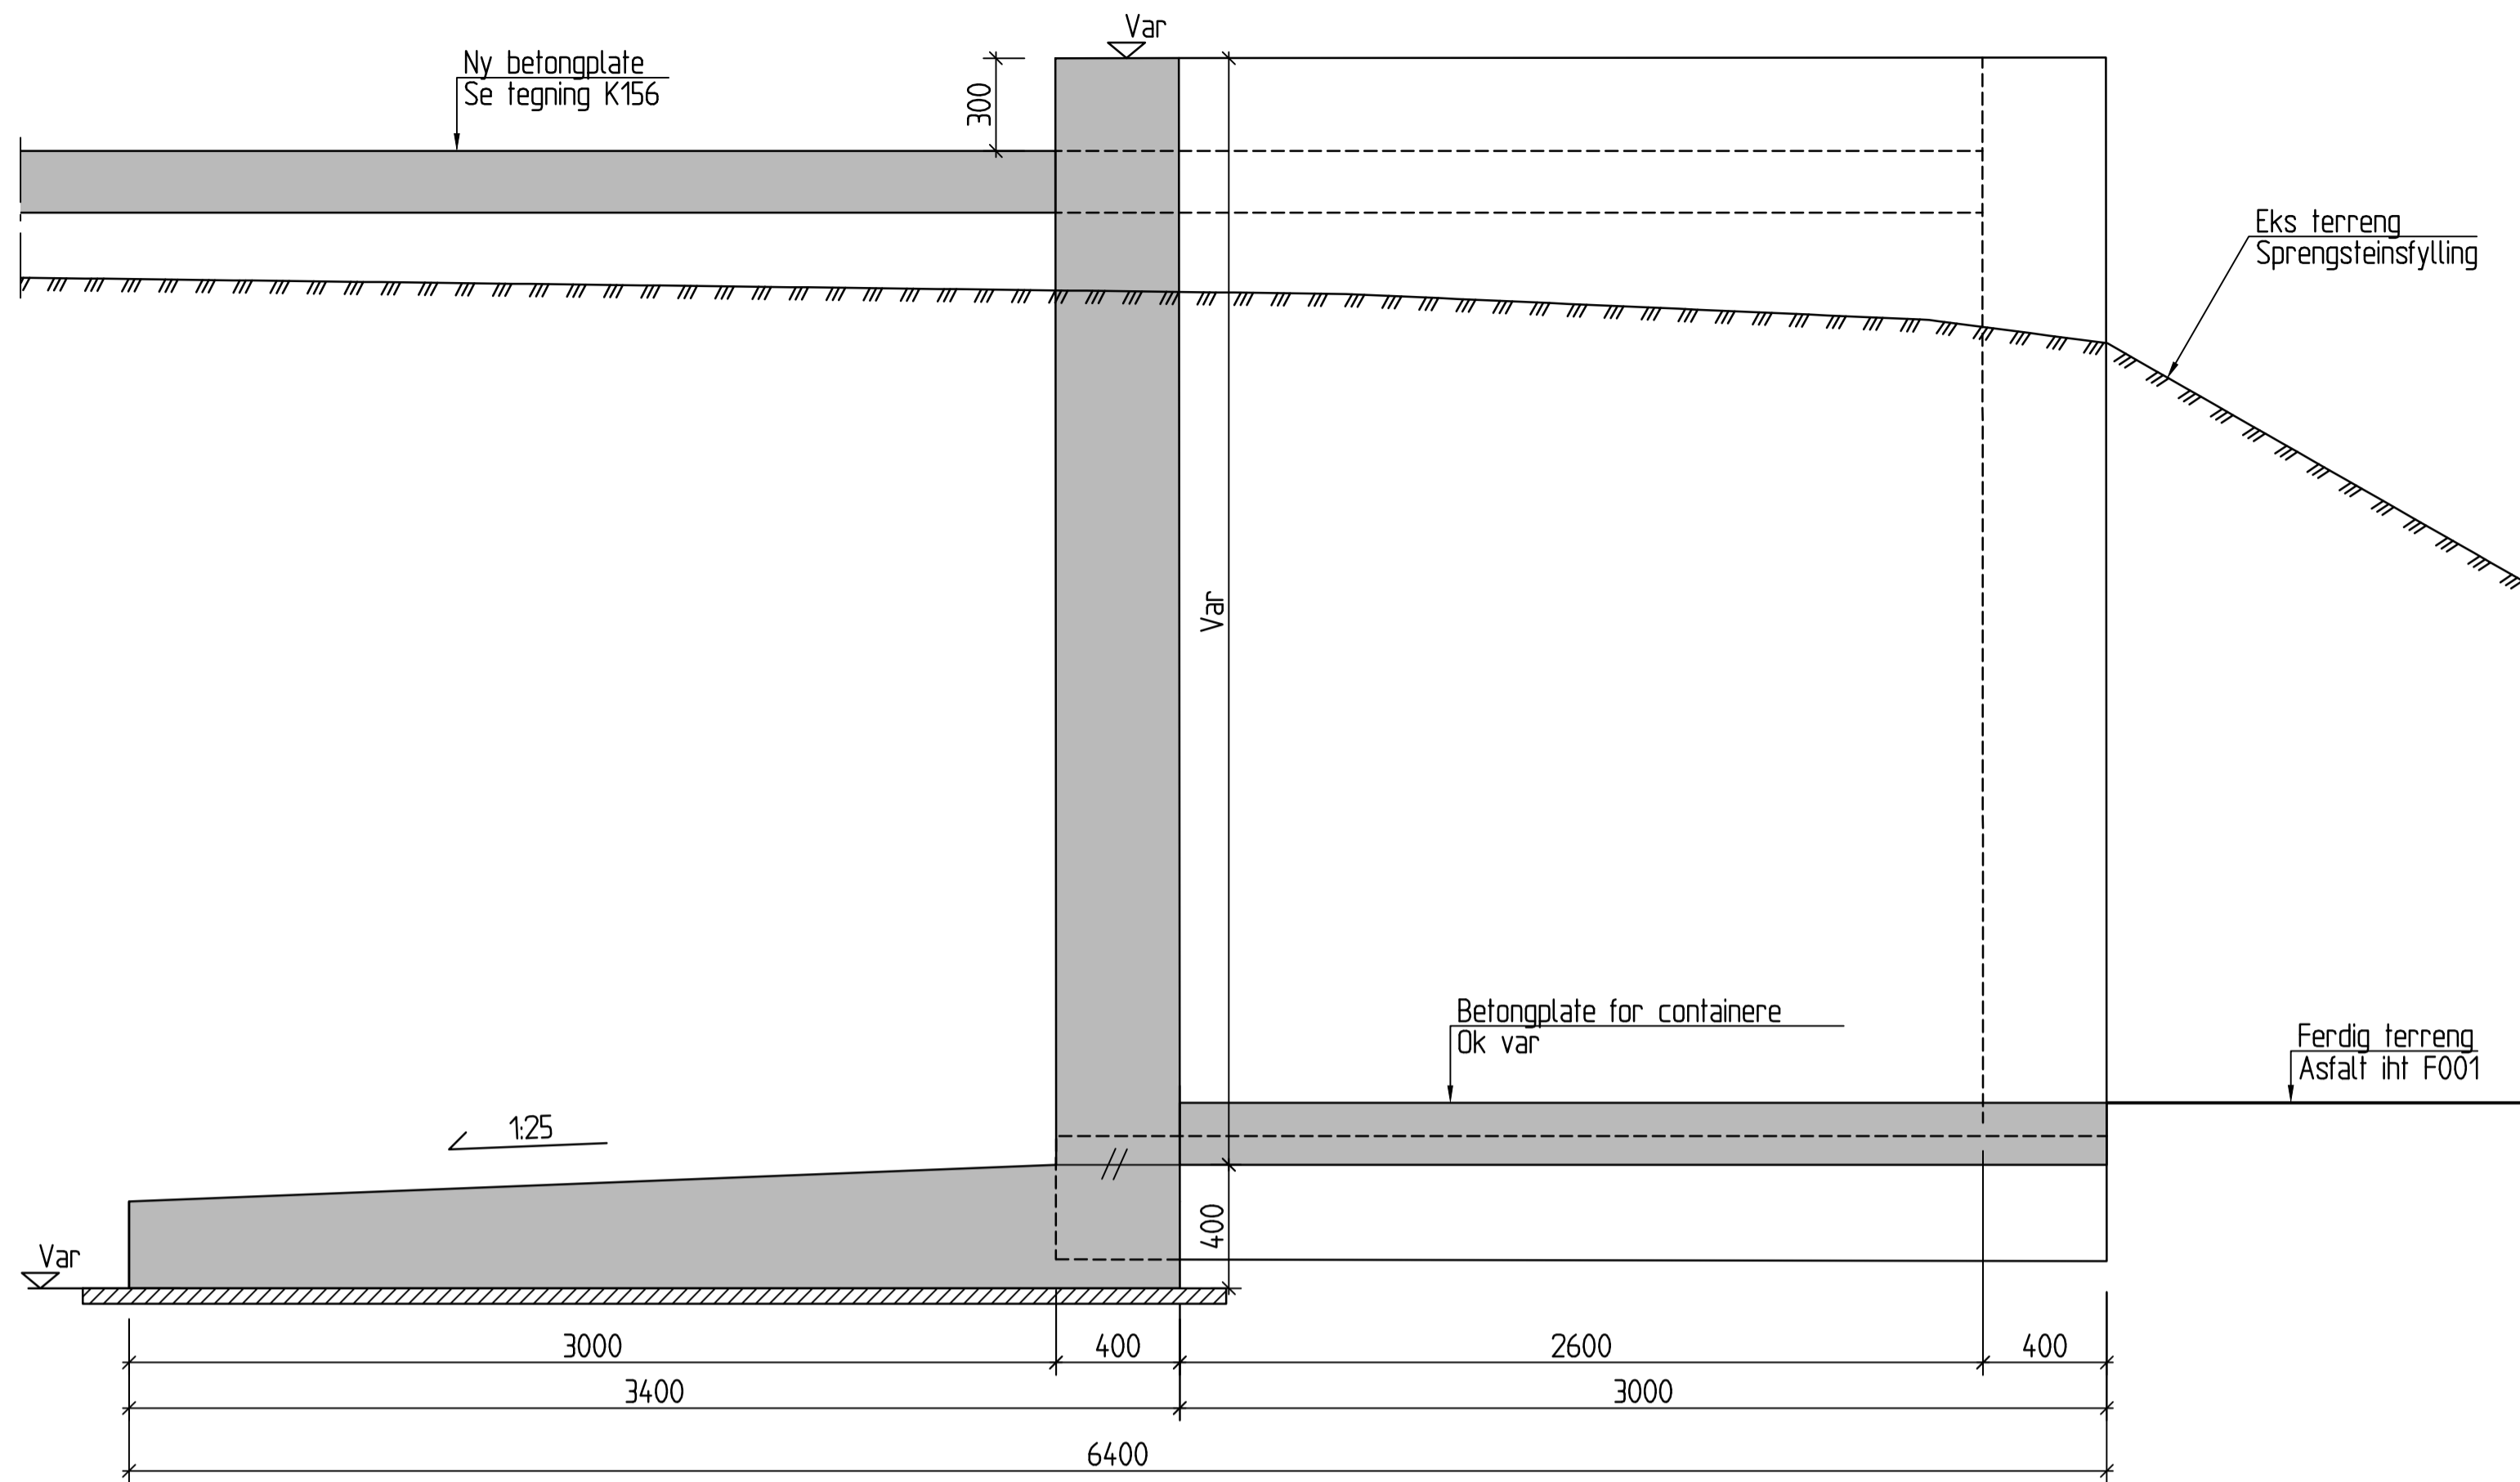 Var
Ny betongplate
Se tegning K156
300
Eks terreng
Sprengsteinsfylling
Var
Betongplate for containere
Ok var
Ferdig terreng
Asfalt iht F001
1:25
400
Var
3000
400
2600
400
3400
3000
6400